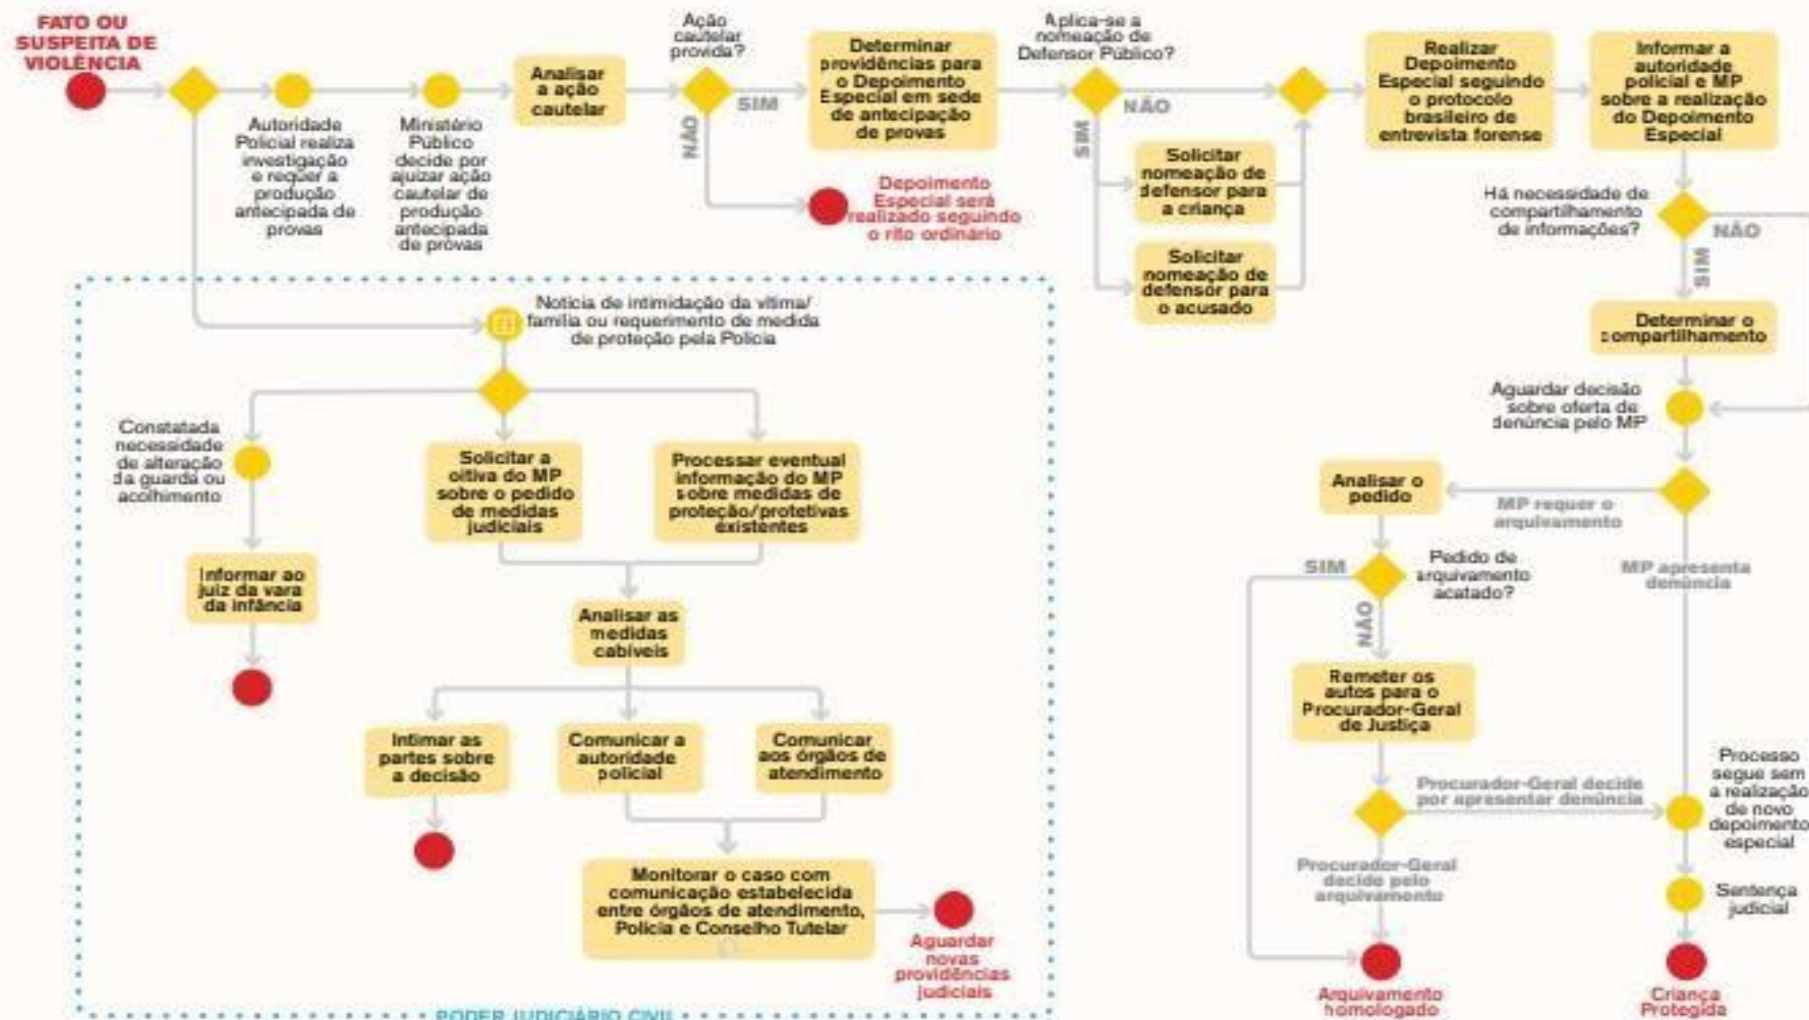 FATO OU
SUSPEITA DE
VIOLÊNCIA
Autoridade
Policial realiza
investigação
e requer a
produção
antecipada de
provas
Ministério
Público
decide por
ajuizar ação
cautelar de
produção
antecipada
de provas
Analisar
a ação
cautelar
Ação
cautelar
provida?
SIM
NÃO
Depoimento
Especial será
realizado seguindo
o rito ordinário
Determinar
providências para
o Depoimento
Especial em sede
de antecipação
de provas
Aplica-se a
nomeação de
Defensor Público?
NÃO
SIM
Solicitar
nomeação de
defensor para
a criança
Solicitar
nomeação de
defensor para
o acusado
Realizar
Depoimento
Especial seguindo
o protocolo
brasileiro de
entrevista forense
Informar a
autoridade
policial e MP
sobre a realização
do Depoimento
Especial
Há necessidade de
compartilhamento
de informações?
NÃO
SIM
Determinar o
compartilhamento
Aguardar decisão
sobre oferta de
denúncia pelo MP
MP requer o
arquivamento
Analisar o
pedido
Pedido de
arquivamento
acatado?
SIM
NÃO
MP apresenta
denúncia
Remeter os
autos para o
Procurador-Geral
de Justiça
Procurador-Geral decide
por apresentar denúncia
Procurador-Geral
decide pelo
arquivamento
Arquivamento
homologado
Processo
segue sem
a realização
de novo
depoimento
especial
Sentença
judicial
Criança
Protegida
Notícia de intimidação da vítima/
família ou requerimento de medida
de proteção pela Polícia
Constatada
necessidade
de alteração
da guarda ou
acolhimento
Informar ao
juiz da vara
da infância
Solicitar a
oitiva do MP
sobre o pedido
de medidas
judiciais
Processar eventual
informação do MP
sobre medidas de
proteção/protetivas
existentes
Analisar as
medidas
cabíveis
Intimar as
partes sobre
a decisão
Comunicar a
autoridade
policial
Comunicar
aos órgãos de
atendimento
Monitorar o caso com
comunicação estabelecida
entre órgãos de atendimento,
Polícia e Conselho Tutelar
Aguardar
novas
providências
judiciais
PODER JUDICIÁRIO CIVIL